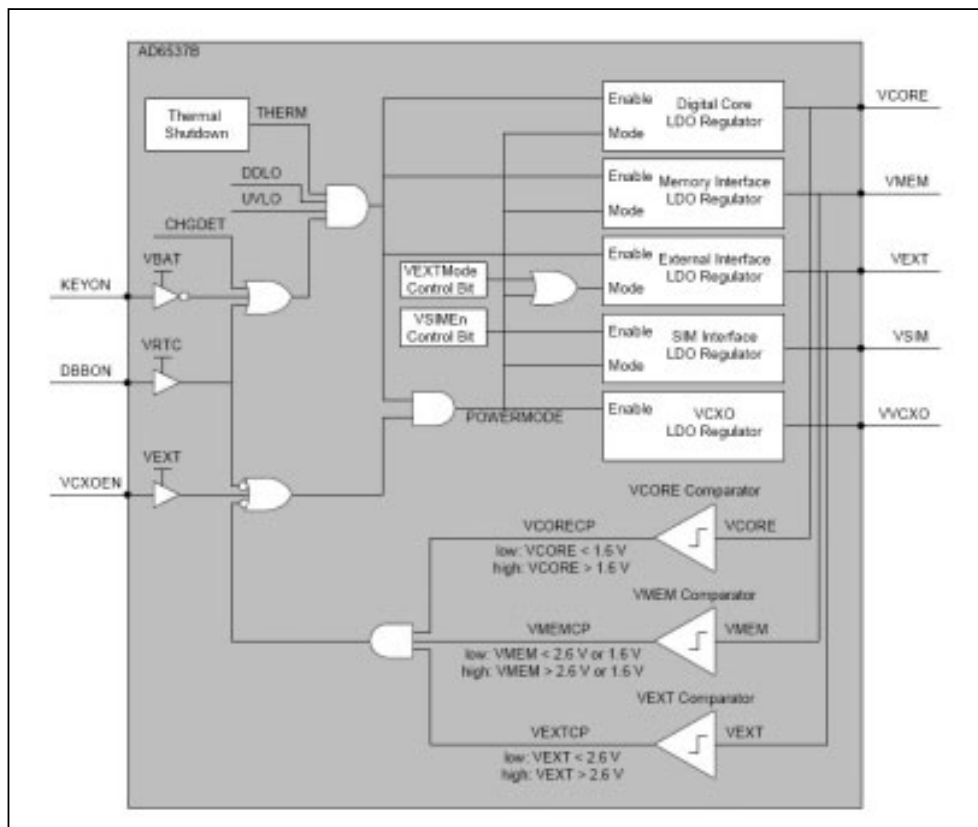 AD6537B
Thermal
Shutdown
THERM
DDLO
UVLO
CHGDET
VBAT
KEYON
VRTC
DBBON
VEXT
VCXOEN
VEXTMode
Control Bit
VSIMEn
Control Bit
POWERMODE
Enable
Mode
Digital Core
LDO Regulator
VCORE
Enable
Mode
Memory Interface
LDO Regulator
VMEM
Enable
Mode
External Interface
LDO Regulator
VEXT
Enable
Mode
SIM Interface
LDO Regulator
VSIM
Enable
VCXO
LDO Regulator
VVCXO
VCORE Comparator
VCORECP
VCORE
low: VCORE < 1.6 V
high: VCORE > 1.6 V
VMEM Comparator
VMEMCP
VMEM
low: VMEM < 2.6 V or 1.6 V
high: VMEM > 2.6 V or 1.6 V
VEXT Comparator
VEXTCP
VEXT
low: VEXT < 2.6 V
high: VEXT > 2.6 V